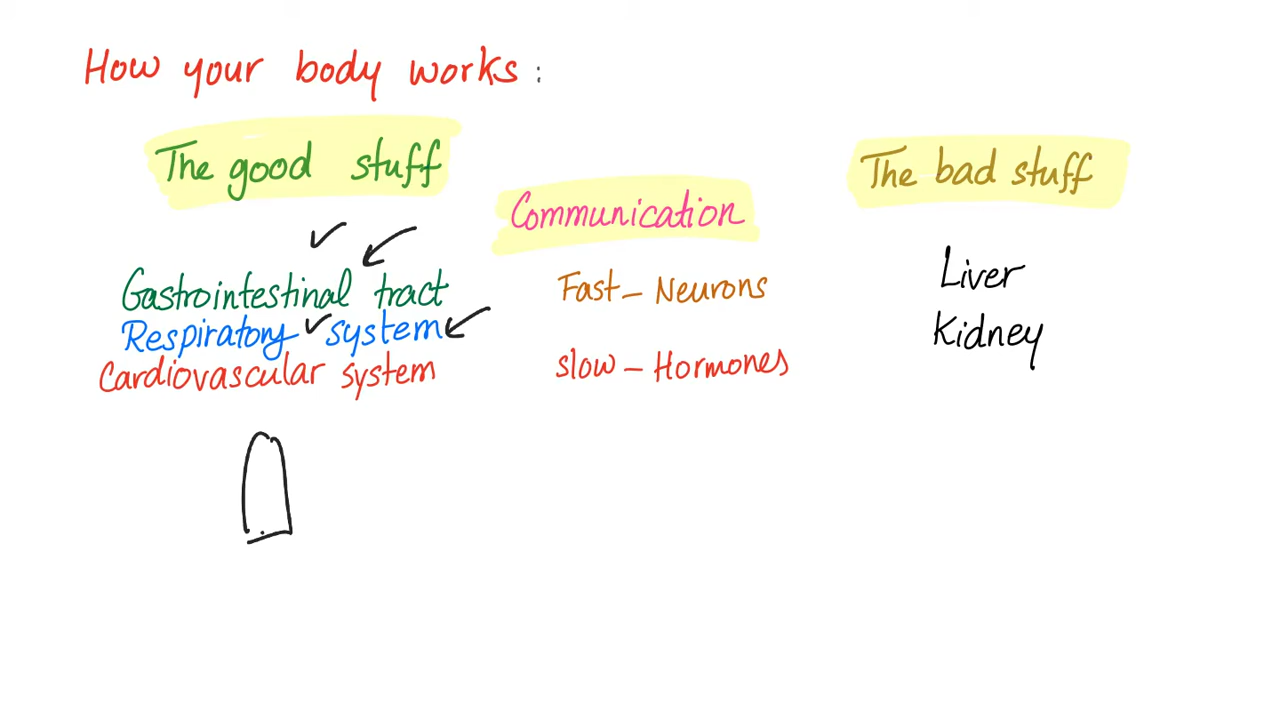 How your body works :
The good stuff
Communication
The bad stuff
Gastrointestinal tract
Respiratory system
Cardiovascular system
Fast – Neurons
slow – Hormones
Liver
Kidney